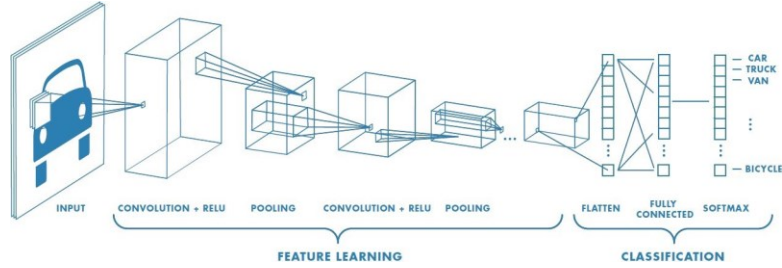 CAR
TRUCK
VAN
BICYCLE
INPUT
CONVOLUTION + RELU
POOLING
CONVOLUTION + RELU
POOLING
FLATTEN
FULLY
CONNECTED
SOFTMAX
FEATURE LEARNING
CLASSIFICATION